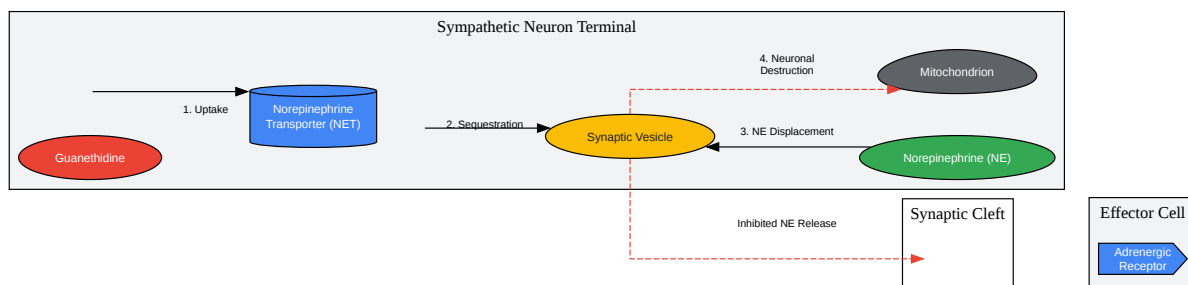 Sympathetic Neuron Terminal
4. Neuronal
Destruction
Mitochondrion
1. Uptake
Norepinephrine
Transporter (NET)
2. Sequestration
Synaptic Vesicle
3. NE Displacement
Guanethidine
Norepinephrine (NE)
Inhibited NE Release
Synaptic Cleft
Effector Cell
Adrenergic
Receptor